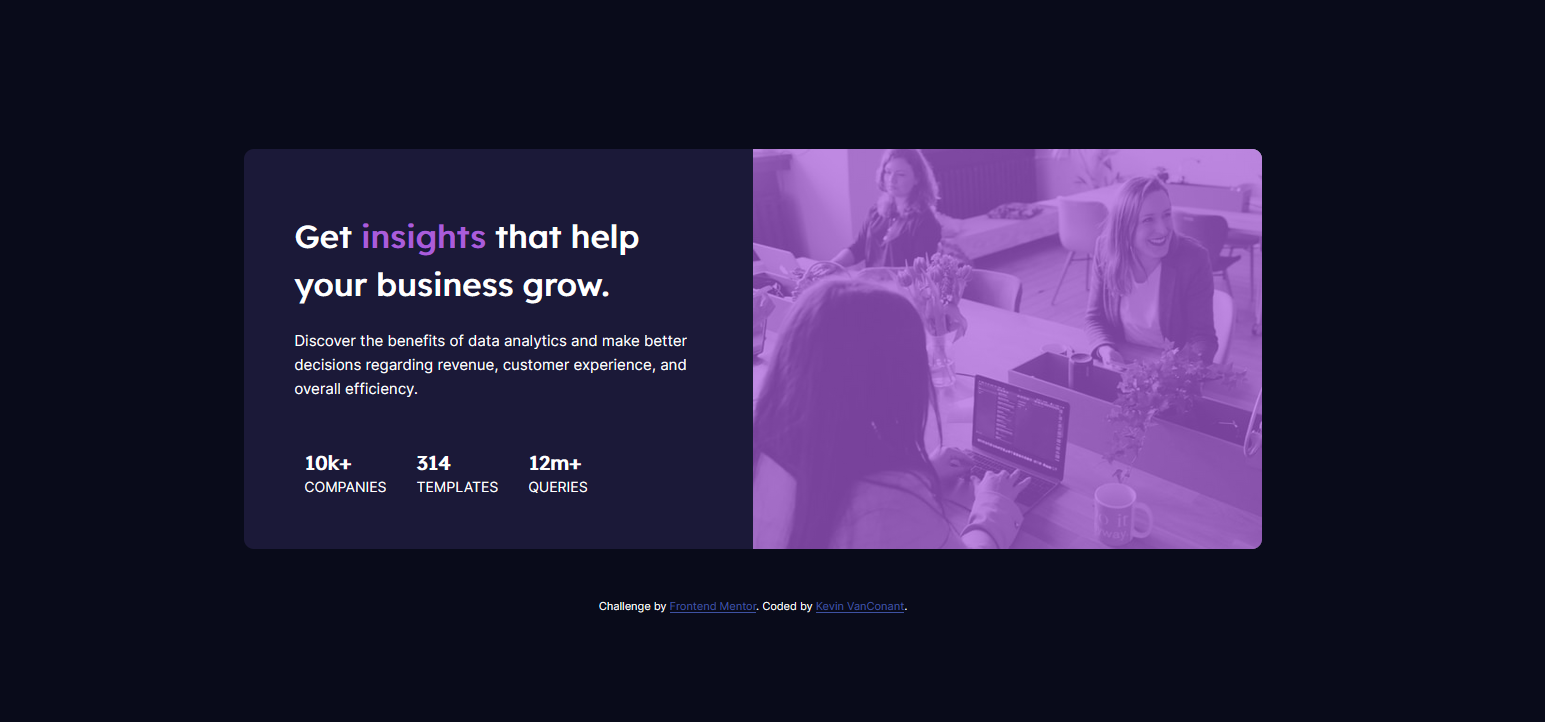 Get insights that help
your business grow.
Discover the benefits of data analytics and make better
decisions regarding revenue, customer experience, and
overall efficiency.
10k+ 314 12m+
COMPANIES TEMPLATES QUERIES
Challenge by Frontend Mentor. Coded by Kevin VanConant.